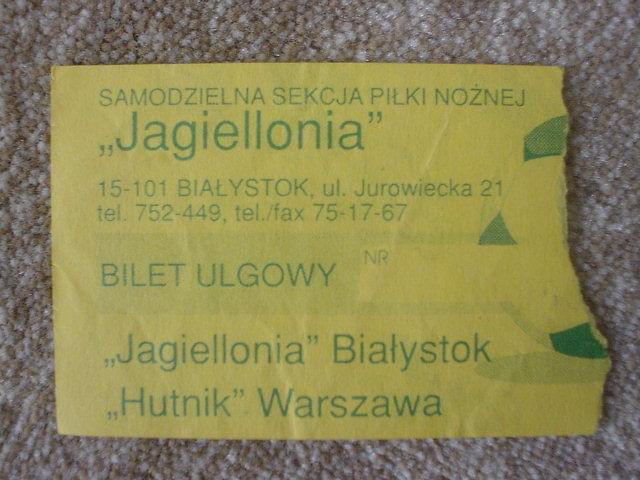 SAMODZIELNA SEKCJA PIŁKI NOŻNEJ
„Jagiellonia”
15-101 BIAŁYSTOK, ul. Jurowiecka 21
tel. 752-449, tel./fax 75-17-67
NR
BILET ULGOWY
„Jagiellonia” Białystok
„Hutnik” Warszawa